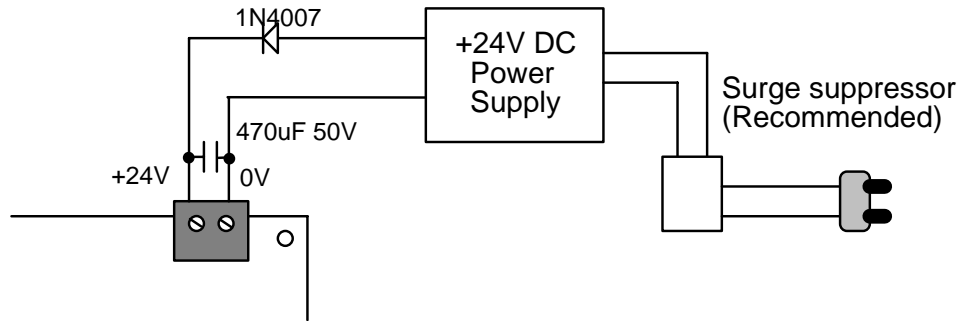 1N4007
+24V DC
Power
Supply
Surge suppressor
(Recommended)
470uF 50V
+24V
0V